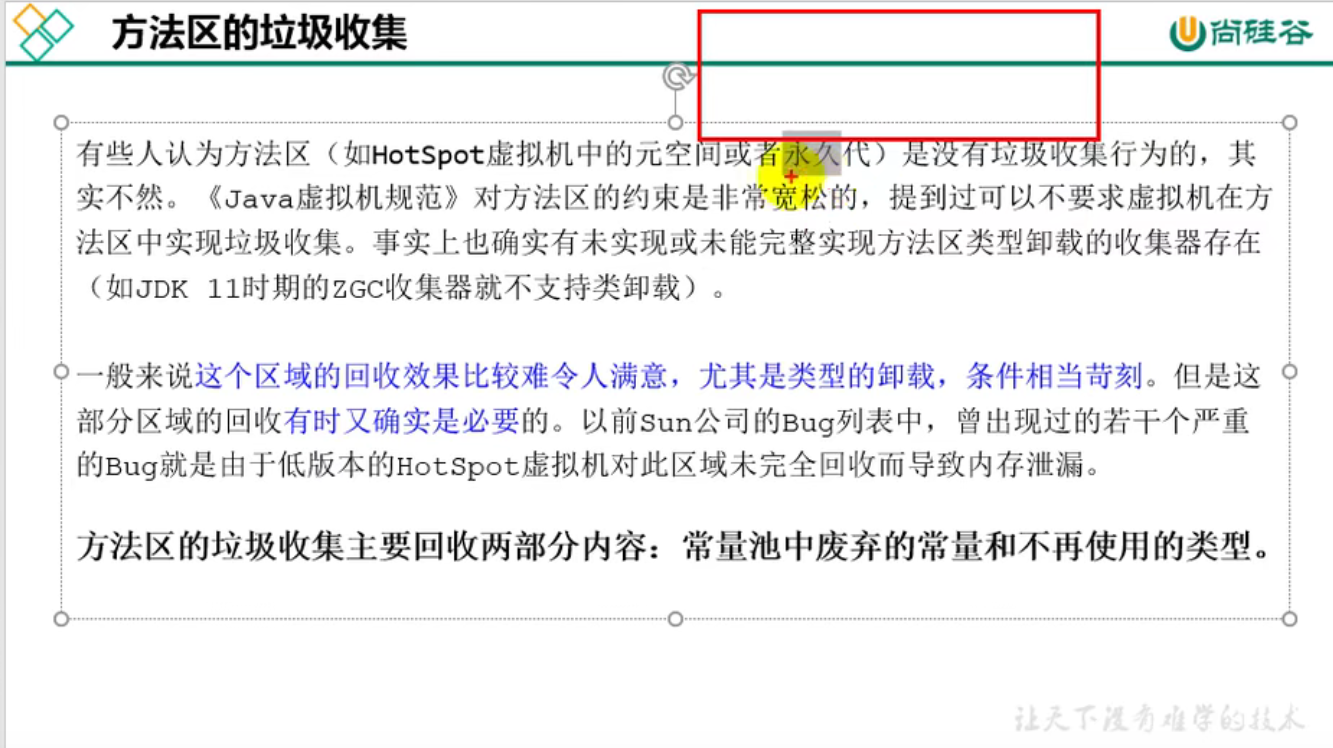 方法区的垃圾收集
尚硅谷
有些人认为方法区（如HotSpot虚拟机中的元空间或者永久代）是没有垃圾收集行为的，其
实不然。《Java虚拟机规范》对方法区的约束是非常宽松的，提到过可以不要求虚拟机在方
法区中实现垃圾收集。事实上也确实有未实现或未能完整实现方法区类型卸载的收集器存在
（如JDK 11时期的ZGC收集器就不支持类卸载）。
一般来说这个区域的回收效果比较难令人满意，尤其是类型的卸载，条件相当苛刻。但是这
部分区域的回收有时又确实是必要的。以前Sun公司的Bug列表中，曾出现过的若干个严重
的Bug就是由于低版本的HotSpot虚拟机对此区域未完全回收而导致内存泄漏。
方法区的垃圾收集主要回收两部分内容：常量池中废弃的常量和不再使用的类型。
让天下没有难学的技术